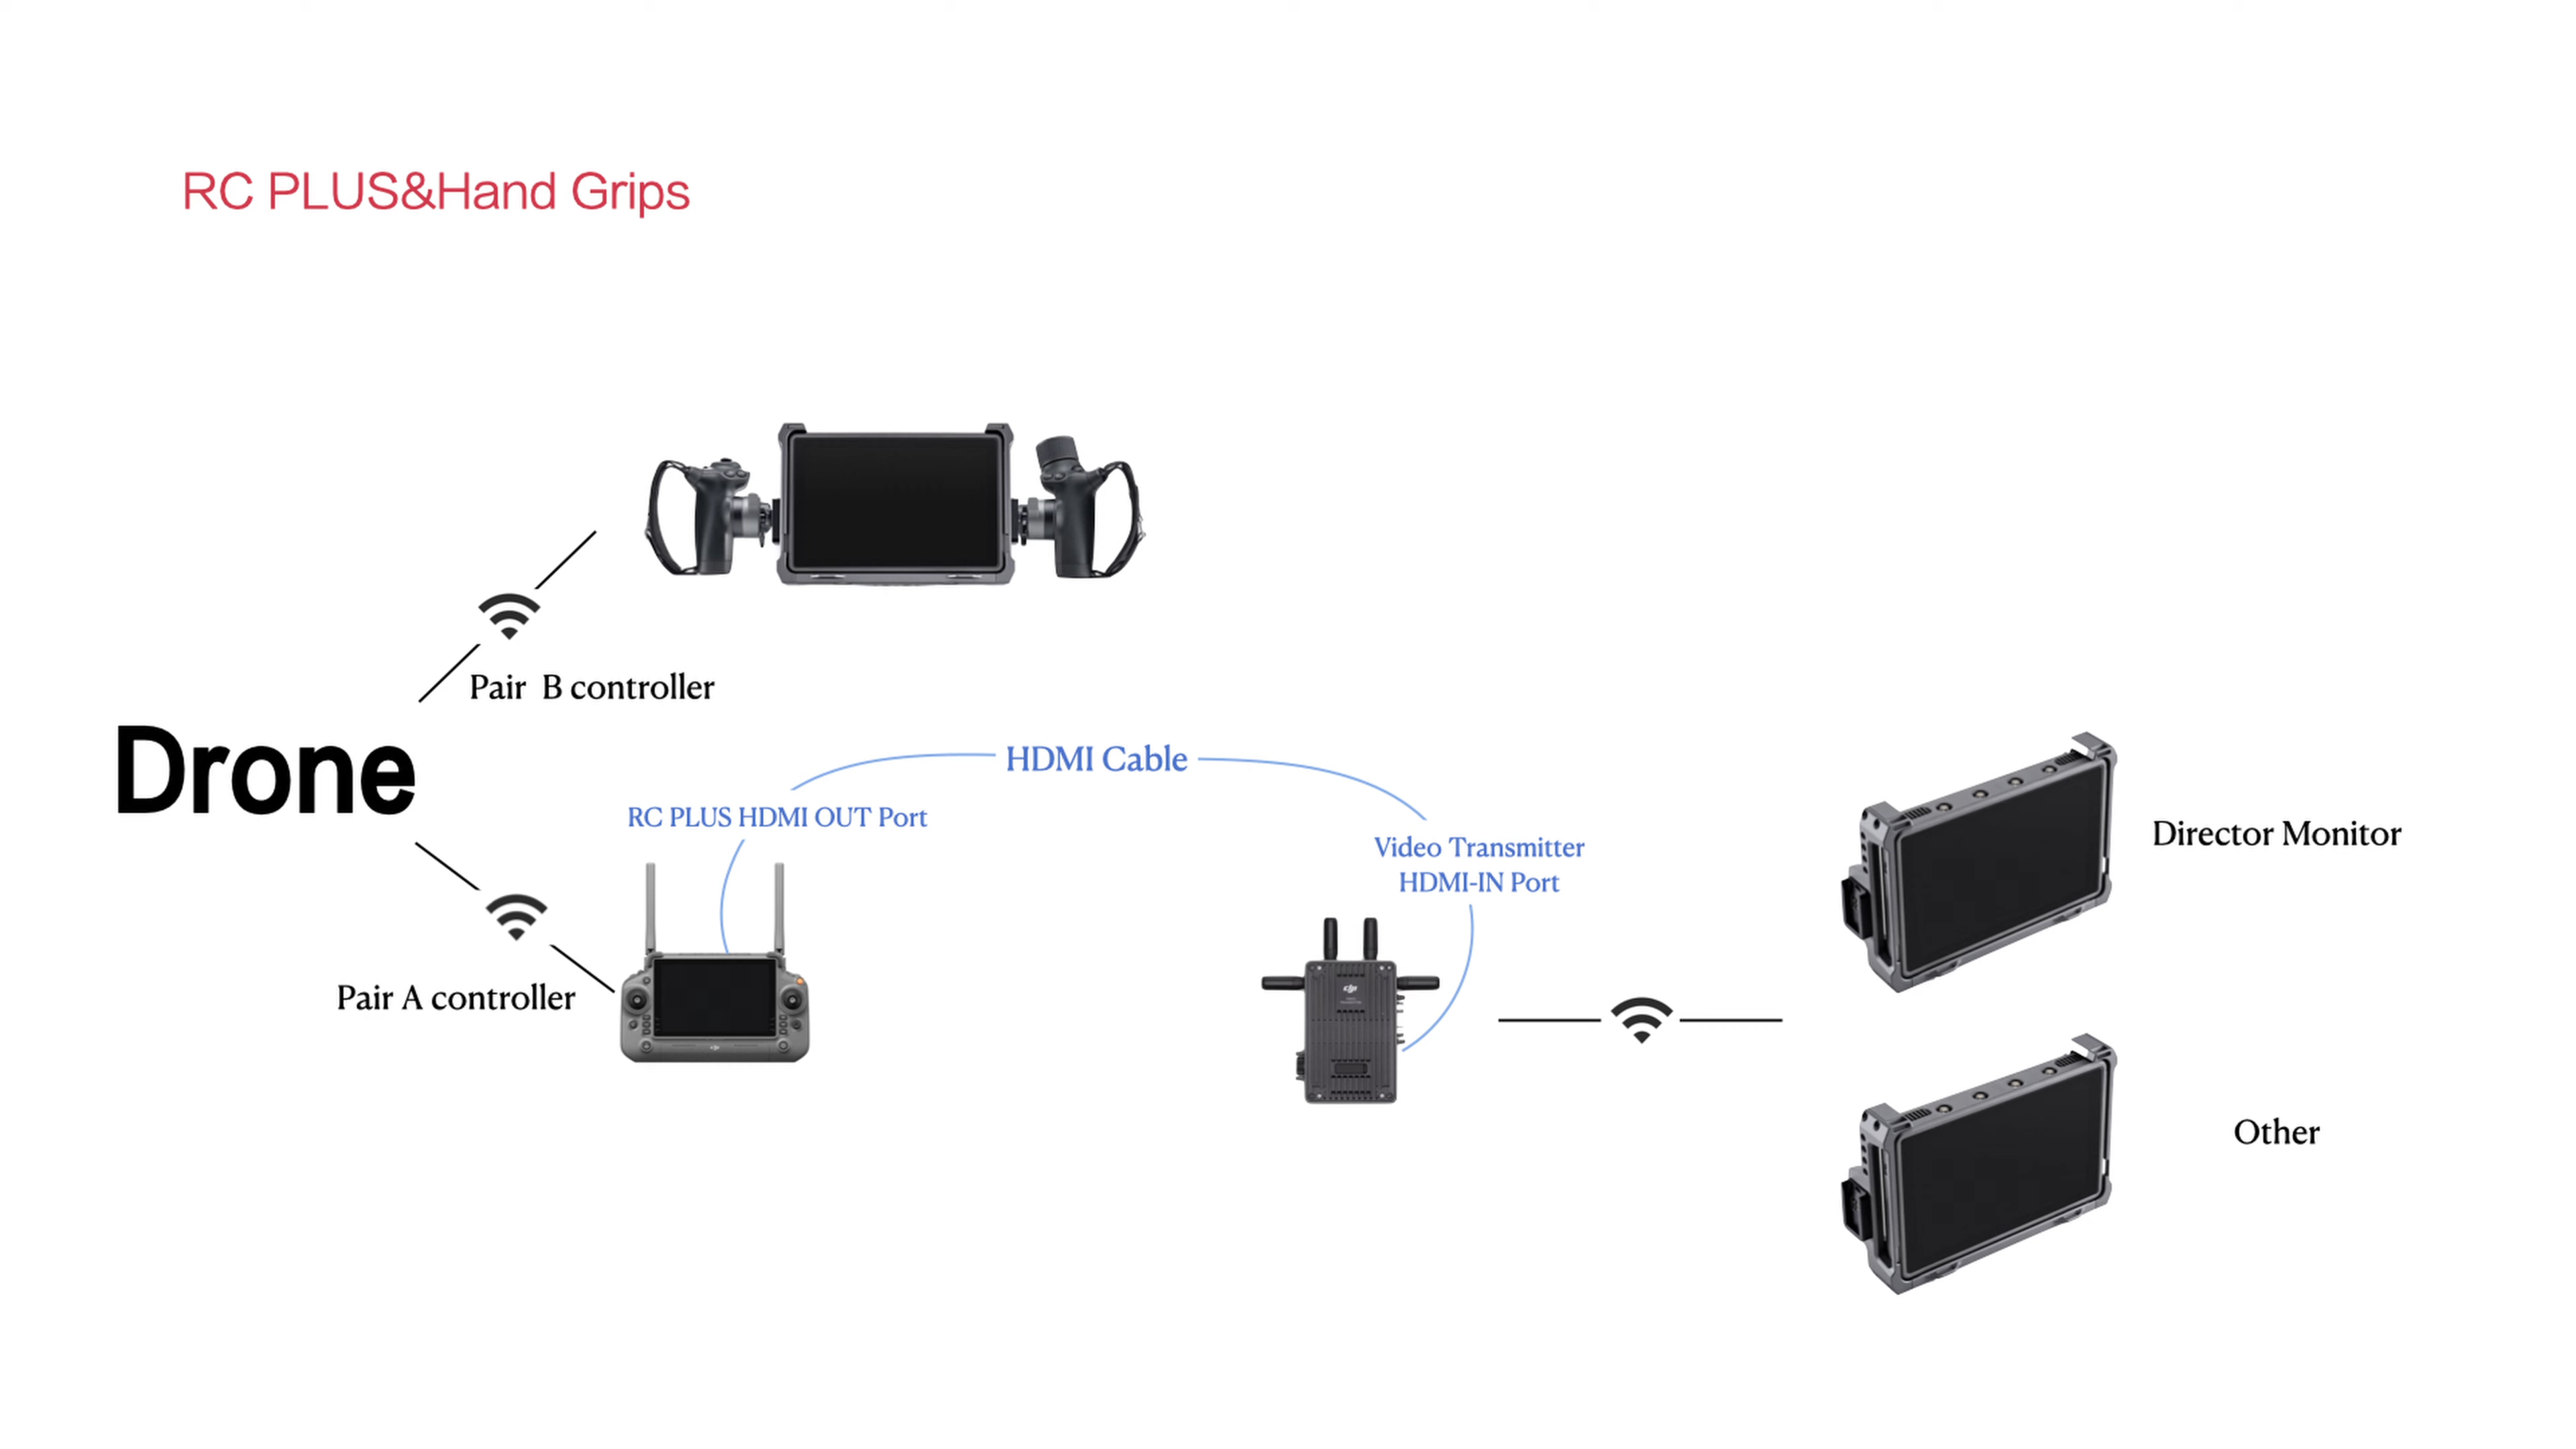 RC PLUS&Hand Grips
Pair B controller
Drone
HDMI Cable
RC PLUS HDMI OUT Port
Video Transmitter
HDMI-IN Port
Director Monitor
Pair A controller
dji
Other